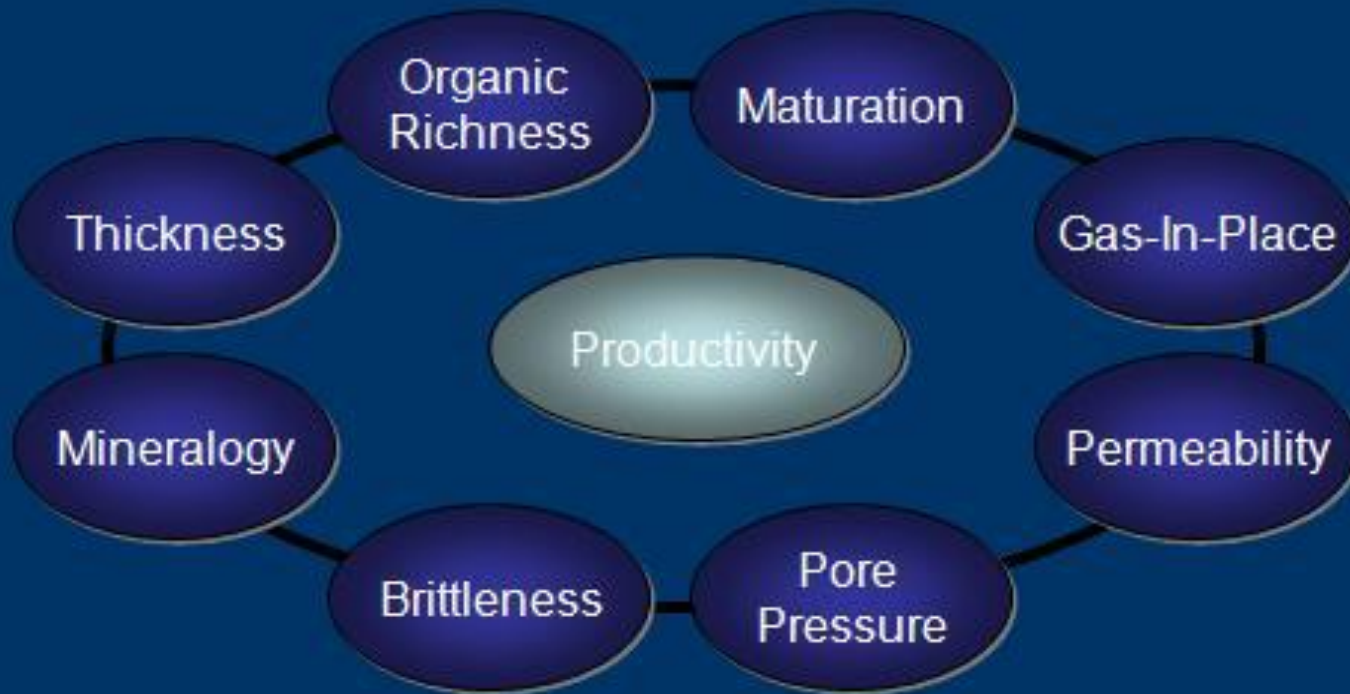 Organic
Richness
Maturation
Thickness
Gas-In-Place
Productivity
Mineralogy
Permeability
Brittleness
Pore
Pressure